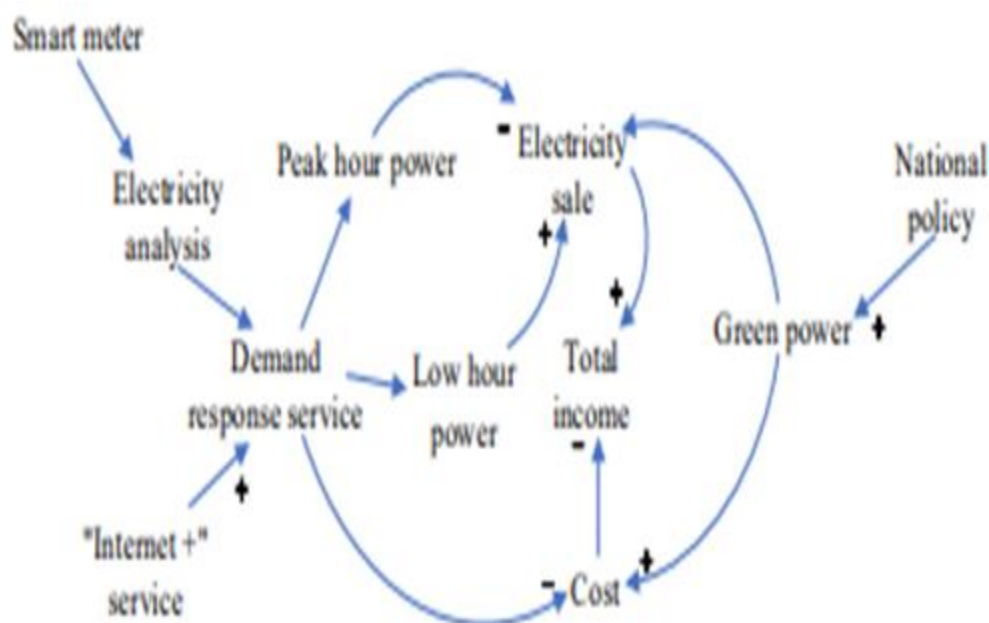 Smart meter
Electricity
analysis
Peak hour power
-
Electricity
sale
+
National
policy
Green power +
+
Total
income
-
Low hour
power
Demand
response service
+
"Internet +"
service
- Cost
+